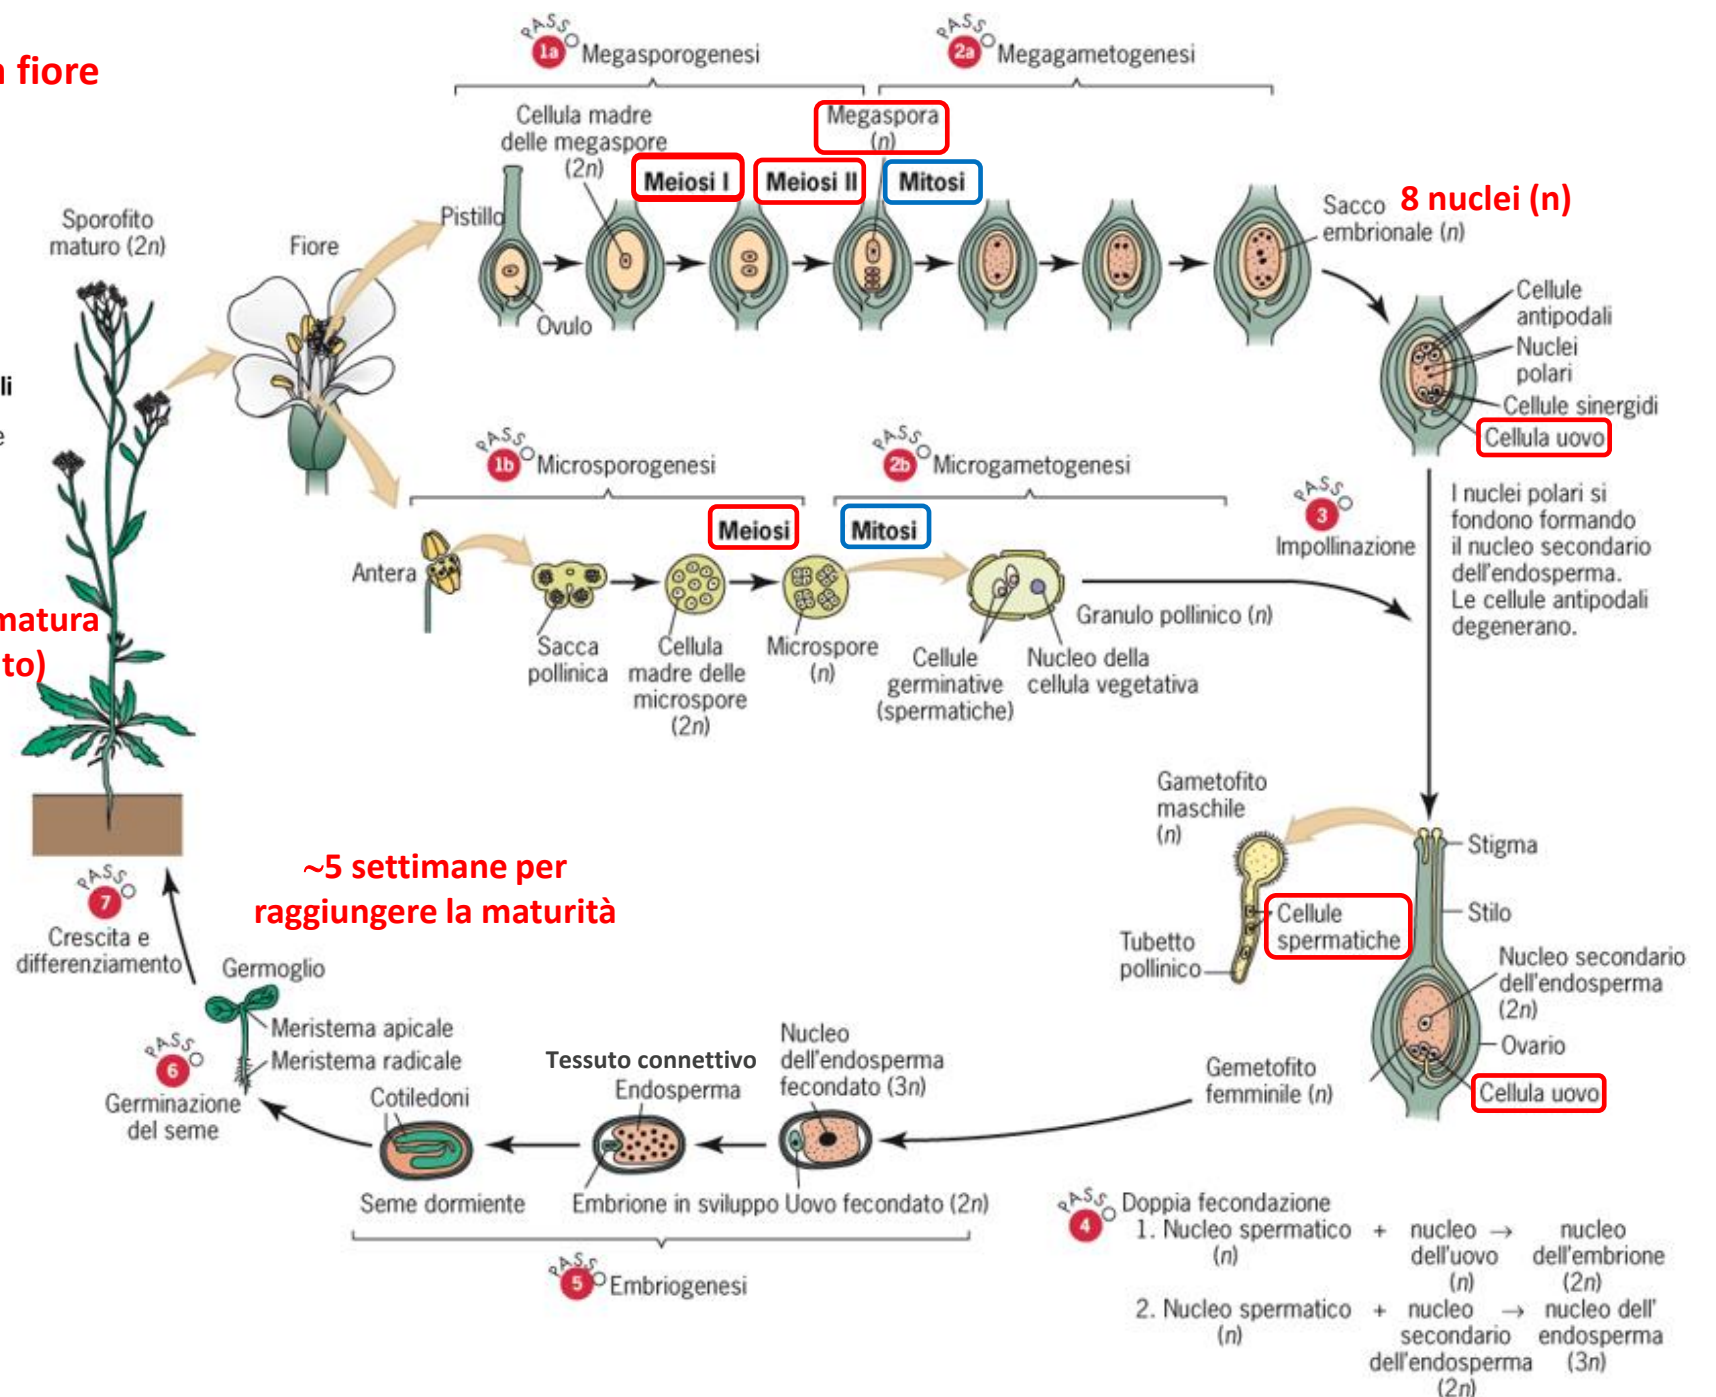 fiore
PASSO
1a Megasporogenesi
PASSO
2a Megagametogenesi
Cellula madre
delle megaspore
(2n)
Megaspora
(n)
Meiosi I
Meiosi II
Mitosi
Sporofito
maturo (2n)
Fiore
Pistillo
Ovulo
Sacco
embrionale (n)
8 nuclei (n)
Cellule
antipodali
Nuclei
polari
Cellule sinergidi
Cellula uovo
li
e
PASSO
1b Microsporogenesi
PASSO
2b Microgametogenesi
Meiosi
Mitosi
Antera
Sacca
pollinica
Cellula
madre delle
microspore
(2n)
Microspore
(n)
Cellule
germinative
(spermatiche)
Nucleo della
cellula vegetativa
Granulo pollinico (n)
PASSO
3
Impollinazione
I nuclei polari si
fondono formando
il nucleo secondario
dell'endosperma.
Le cellule antipodali
degenerano.
matura
to)
Gametofito
maschile
(n)
Stigma
Stilo
Cellule
spermatiche
Tubetto
pollinico
Nucleo secondario
dell'endosperma
(2n)
Ovario
Cellula uovo
Gemetofito
femminile (n)
~5 settimane per
raggiungere la maturità
PASSO
7
Crescita e
differenziamento
Germoglio
Meristema apicale
Meristema radicale
PASSO
6
Germinazione
del seme
Cotiledoni
Tessuto connettivo
Endosperma
Nucleo
dell'endosperma
fecondato (3n)
Seme dormiente
Embrione in sviluppo
Uovo fecondato (2n)
PASSO
5 Embriogenesi
PASSO
4 Doppia fecondazione
1. Nucleo spermatico + nucleo → nucleo
(n) dell'uovo dell'embrione
(n) (2n)
2. Nucleo spermatico + nucleo → nucleo dell'
(n) secondario endosperma
dell'endosperma (3n)
(2n)